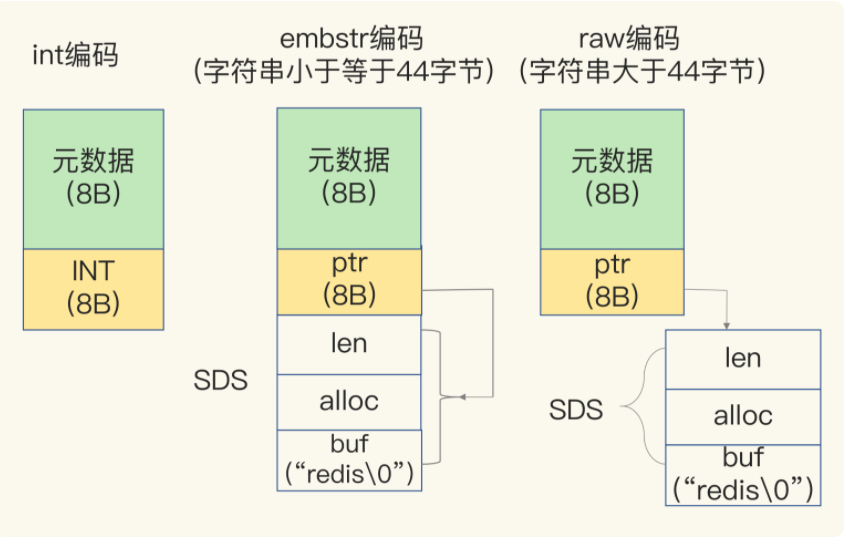 int编码
embstr编码
(字符串小于等于44字节)
raw编码
(字符串大于44字节)
元数据
(8B)
INT
(8B)
元数据
(8B)
ptr
(8B)
len
alloc
buf
(“redis\0”)
SDS
元数据
(8B)
ptr
(8B)
SDS
len
alloc
buf
(“redis\0”)